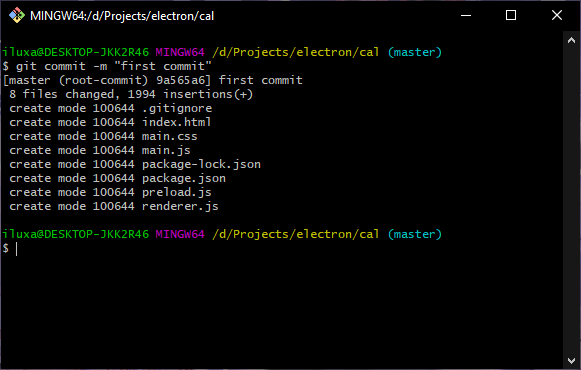 MINGW64:/d/Projects/electron/cal
iluxa@DESKTOP-JKK2R46 MINGW64 /d/Projects/electron/cal (master)
$ git commit -m "first commit"
[master (root-commit) 9a565a6] first commit
 8 files changed, 1994 insertions(+)
 create mode 100644 .gitignore
 create mode 100644 index.html
 create mode 100644 main.css
 create mode 100644 main.js
 create mode 100644 package-lock.json
 create mode 100644 package.json
 create mode 100644 preload.js
 create mode 100644 renderer.js
iluxa@DESKTOP-JKK2R46 MINGW64 /d/Projects/electron/cal (master)
$